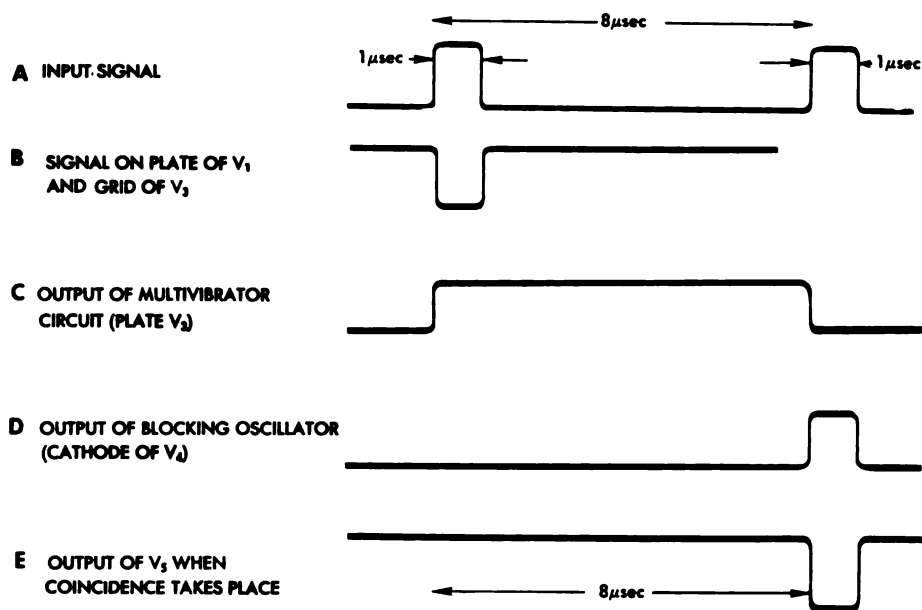 8μsec
1μsec
1μsec
A INPUT SIGNAL
B SIGNAL ON PLATE OF V₁
AND GRID OF V₃
C OUTPUT OF MULTIVIBRATOR
CIRCUIT (PLATE V₂)
D OUTPUT OF BLOCKING OSCILLATOR
(CATHODE OF V₄)
E OUTPUT OF V₅ WHEN
COINCIDENCE TAKES PLACE
8μsec